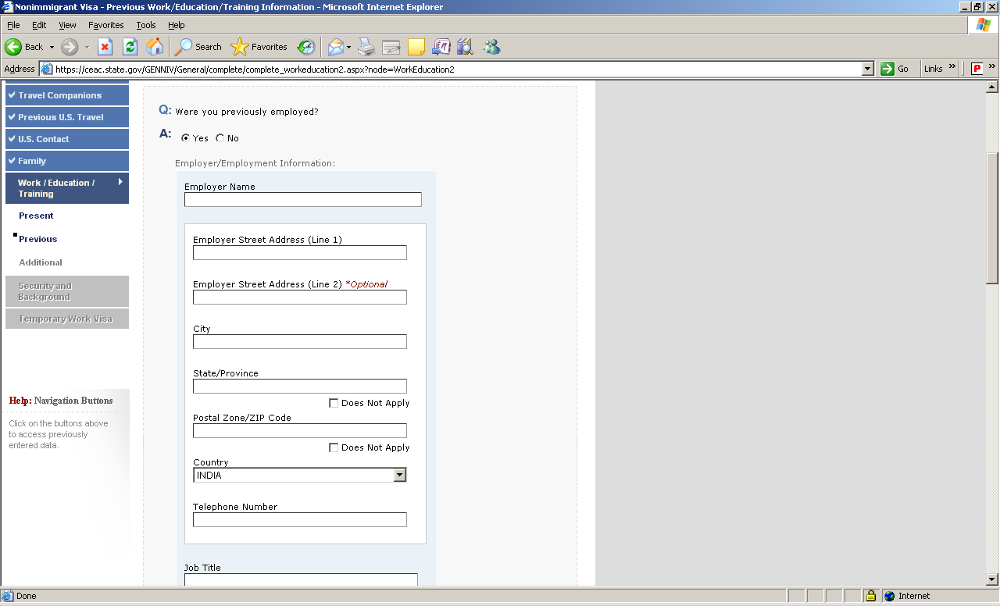 Nonimmigrant Visa - Previous Work/Education/Training Information - Microsoft Internet Explorer
File Edit View Favorites Tools Help
Back Search Favorites
Address https://ceac.state.gov/GENNIV/General/complete/complete_workeducation2.aspx?node=WorkEducation2 Go Links »
Travel Companions
Previous U.S. Travel
U.S. Contact
Family
Work / Education /
Training
Present
Previous
Additional
Security and
Background
Temporary Work Visa
Help: Navigation Buttons
Click on the buttons above
to access previously
entered data.
Q: Were you previously employed?
A: Yes No
Employer/Employment Information:
Employer Name
Employer Street Address (Line 1)
Employer Street Address (Line 2) *Optional
City
State/Province
Does Not Apply
Postal Zone/ZIP Code
Does Not Apply
Country
INDIA
Telephone Number
Job Title
Done Internet